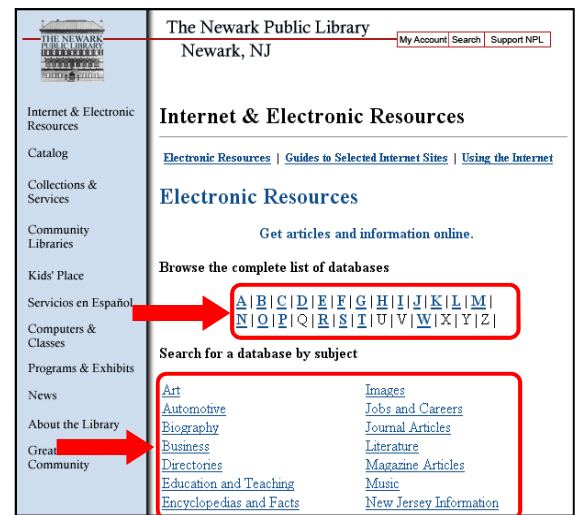 The Newark Public Library
Newark, NJ
My Account Search Support NPL
THE NEWARK
PUBLIC LIBRARY
Internet & Electronic
Resources
Catalog
Collections &
Services
Community
Libraries
Kids' Place
Servicios en Español
Computers &
Classes
Programs & Exhibits
News
About the Library
Community
Internet & Electronic Resources
Electronic Resources | Guides to Selected Internet Sites | Using the Internet
Electronic Resources
Get articles and information online.
Browse the complete list of databases
A | B | C | D | E | F | G | H | I | J | K | L | M |
N | O | P | Q | R | S | T | U | V | W | X | Y | Z |
Search for a database by subject
Art
Automotive
Biography
Business
Directories
Education and Teaching
Encyclopedias and Facts
Images
Jobs and Careers
Journal Articles
Literature
Magazine Articles
Music
New Jersey Information